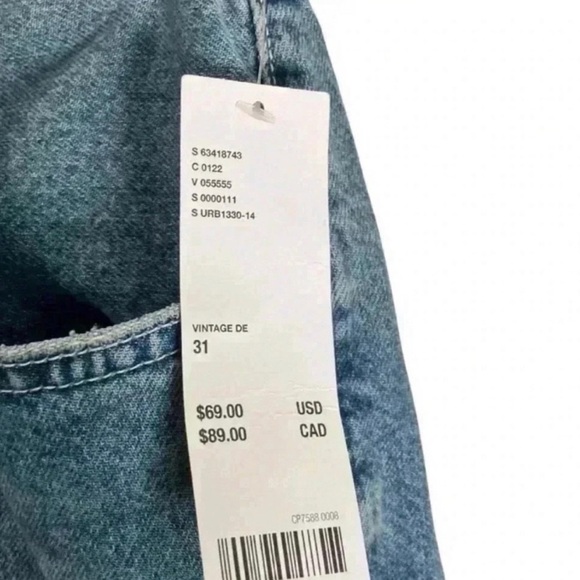 S 63418743
C 0122
V 055555
S 0000111
S URB1330-14
VINTAGE DE
31
$69.00 USD
$89.00 CAD
CP7588 0008